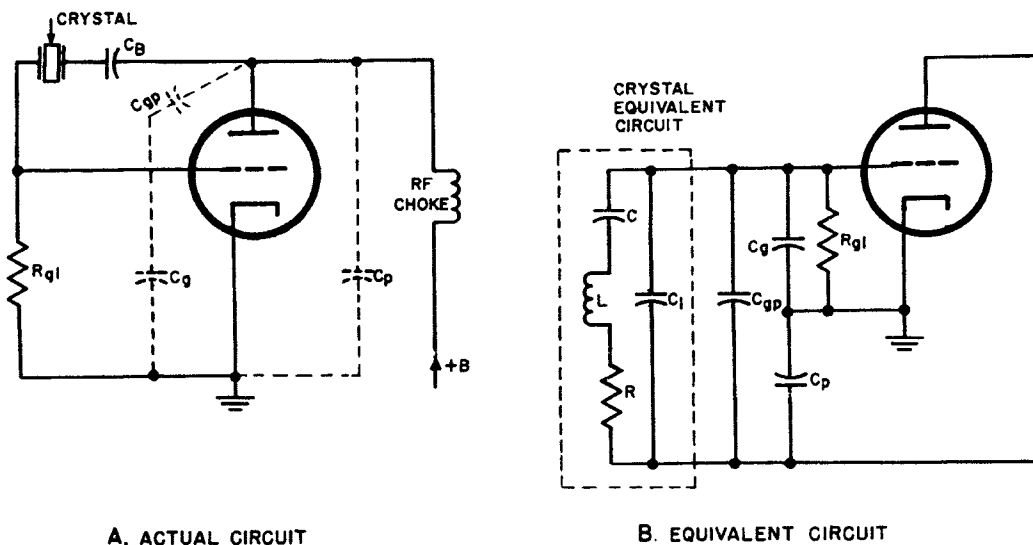 CRYSTAL
CB
Cgp
RF
CHOKE
Rgl
Cg
Cp
+B
A. ACTUAL CIRCUIT
CRYSTAL
EQUIVALENT
CIRCUIT
C
L
R
Cl
Cgp
Cg
Rgl
Cp
B. EQUIVALENT CIRCUIT